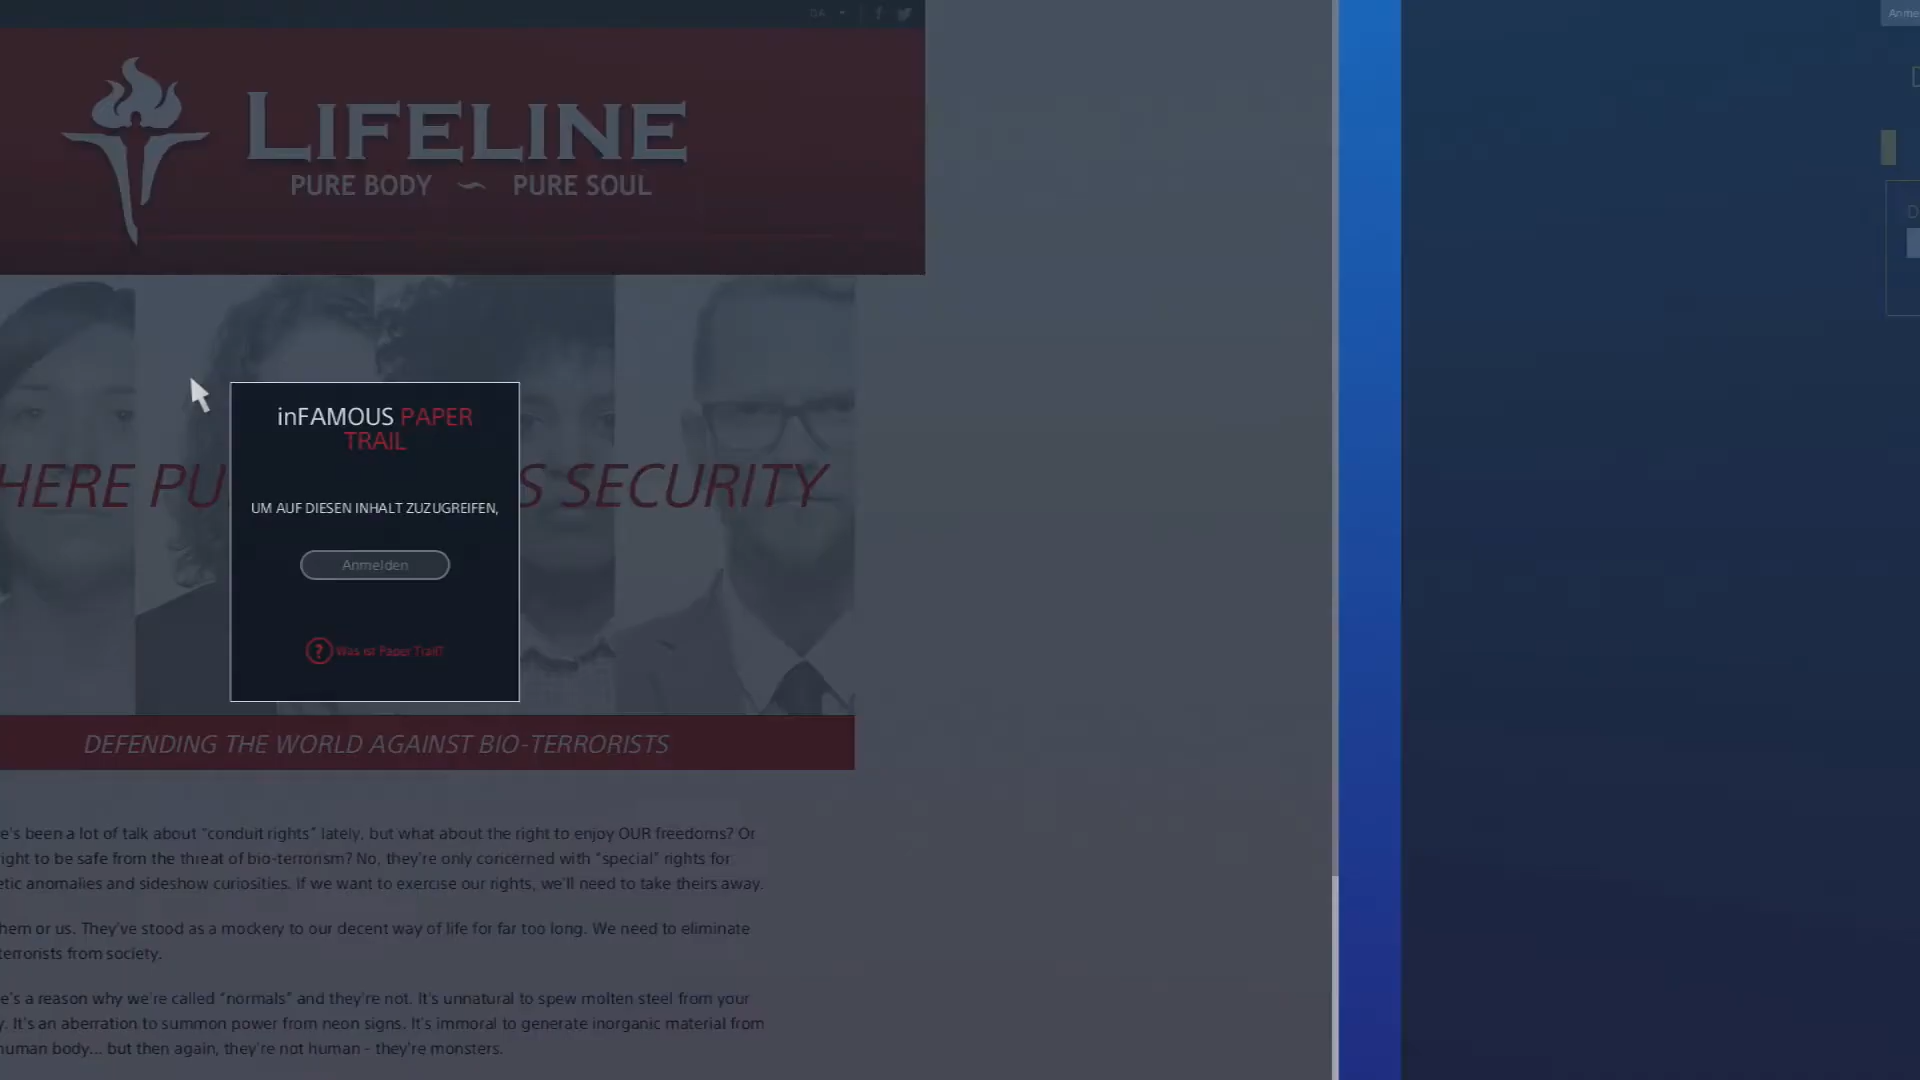 DA
Anme
LIFELINE
PURE BODY ~ PURE SOUL
inFAMOUS PAPER
TRAIL
HERE PU S SECURITY
UM AUF DIESEN INHALT ZUZUGREIFEN,
Anmelden
? Was ist Paper Trail?
DEFENDING THE WORLD AGAINST BIO-TERRORISTS
e's been a lot of talk about "conduit rights" lately, but what about the right to enjoy OUR freedoms? Or
ight to be safe from the threat of bio-terrorism? No, they're only concerned with "special" rights for
etic anomalies and sideshow curiosities. If we want to exercise our rights, we'll need to take theirs away.
hem or us. They've stood as a mockery to our decent way of life for far too long. We need to eliminate
terrorists from society.
e's a reason why we're called "normals" and they're not. It's unnatural to spew molten steel from your
y. It's an aberration to summon power from neon signs. It's immoral to generate inorganic material from
human body... but then again, they're not human - they're monsters.